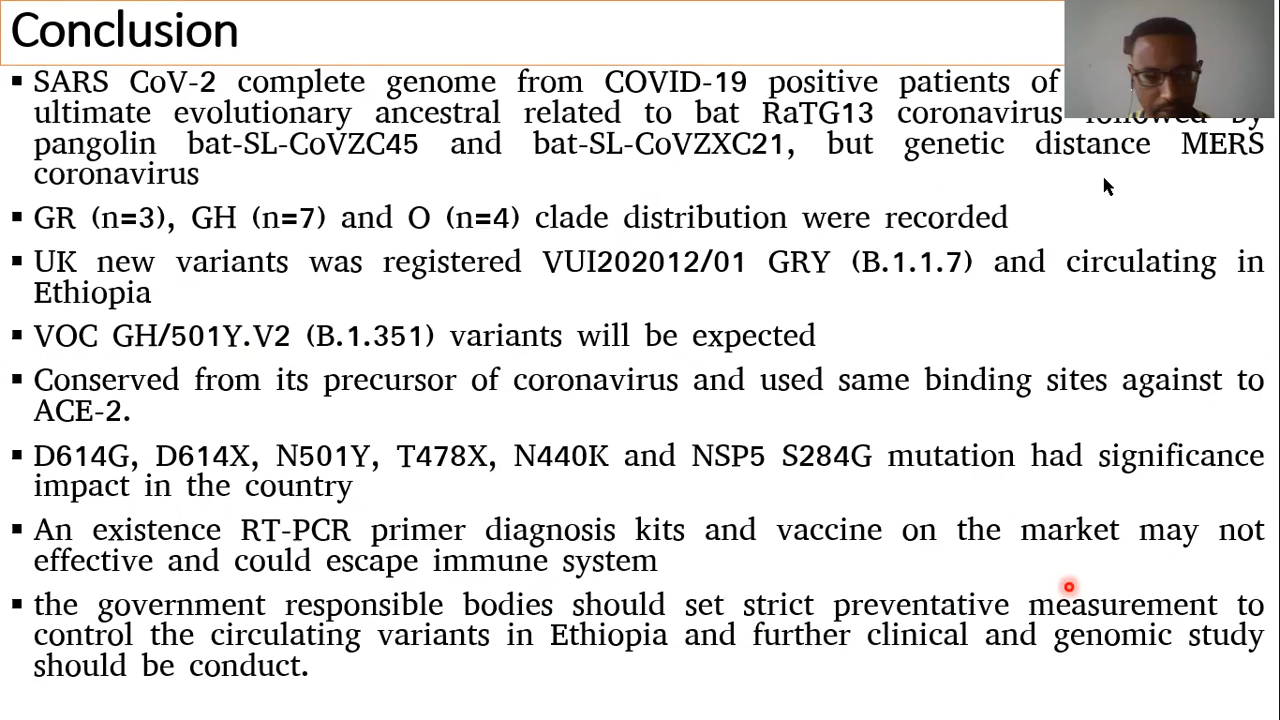 Conclusion
▪ SARS CoV-2 complete genome from COVID-19 positive patients of
ultimate evolutionary ancestral related to bat RaTG13 coronavirus followed by
pangolin bat-SL-CoVZC45 and bat-SL-CoVZXC21, but genetic distance MERS
coronavirus
▪ GR (n=3), GH (n=7) and O (n=4) clade distribution were recorded
▪ UK new variants was registered VUI202012/01 GRY (B.1.1.7) and circulating in
Ethiopia
▪ VOC GH/501Y.V2 (B.1.351) variants will be expected
▪ Conserved from its precursor of coronavirus and used same binding sites against to
ACE-2.
▪ D614G, D614X, N501Y, T478X, N440K and NSP5 S284G mutation had significance
impact in the country
▪ An existence RT-PCR primer diagnosis kits and vaccine on the market may not
effective and could escape immune system
▪ the government responsible bodies should set strict preventative measurement to
control the circulating variants in Ethiopia and further clinical and genomic study
should be conduct.